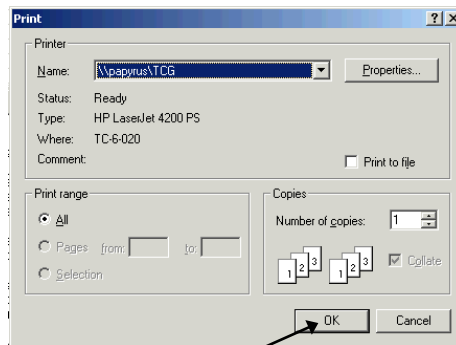 Print
Printer
Name: \\papyrus\TCG Properties...
Status: Ready
Type: HP LaserJet 4200 PS
Where: TC-6-020
Comment: Print to file
Print range
All
Pages from: to:
Selection
Copies
Number of copies: 1
1 2 3 1 2 3 Collate
OK Cancel